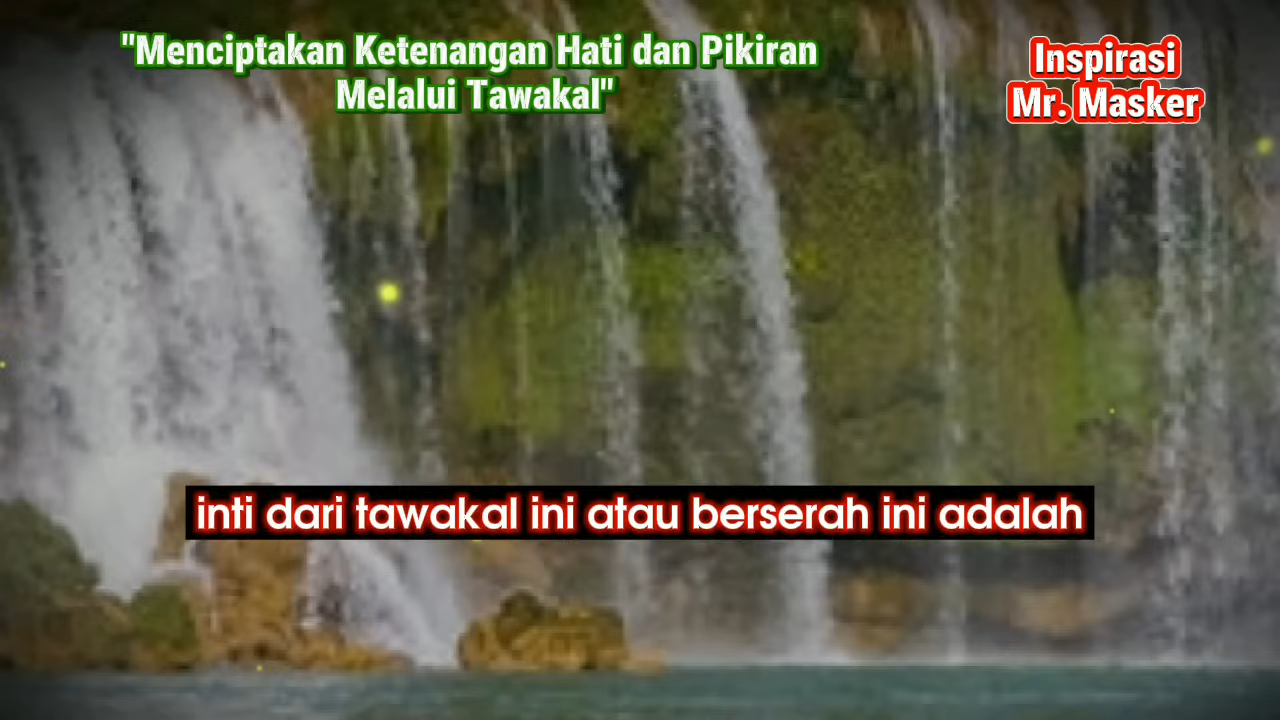 "Menciptakan Ketenangan Hati dan Pikiran
Melalui Tawakal"
Inspirasi
Mr. Masker
inti dari tawakal ini atau berserah ini adalah